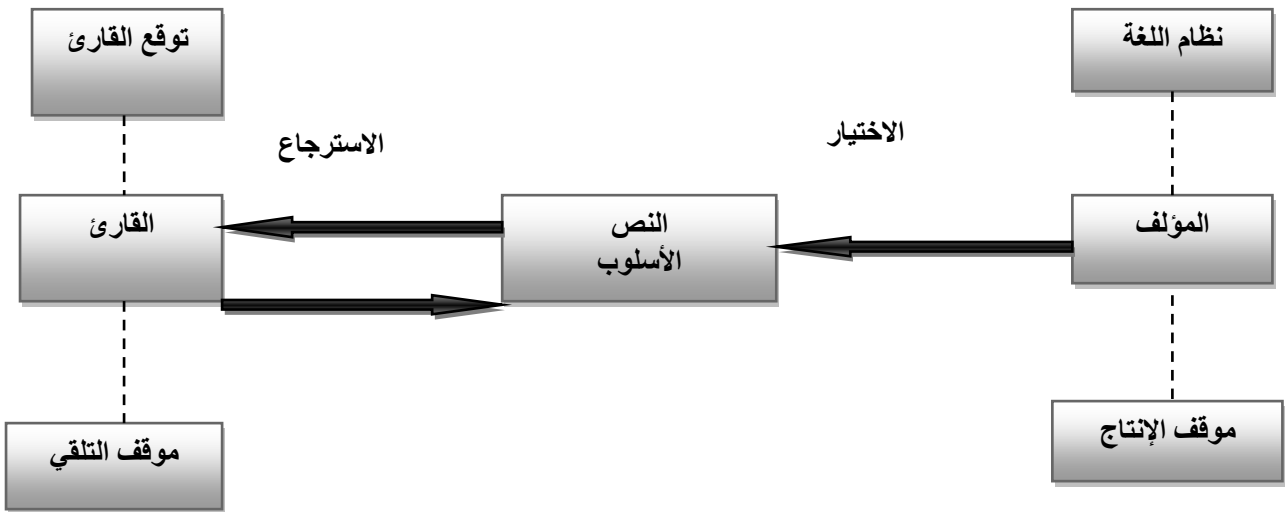 نظام اللغة
توقع القارئ
الاختيار
الاسترجاع
المؤلف
النص
الأسلوب
القارئ
موقف الإنتاج
موقف التلقي